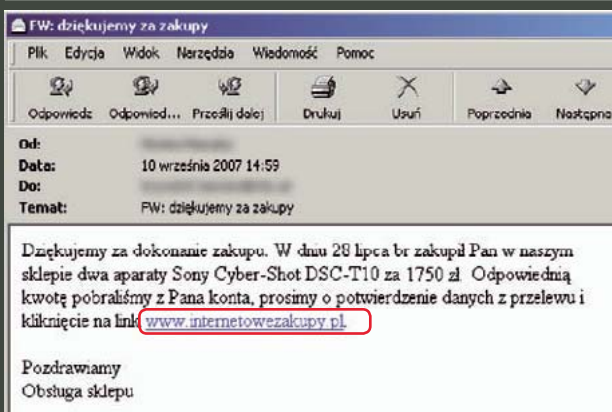 FW: dziękujemy za zakupy
Plik Edycja Widok Narzędzia Wiadomość Pomoc
Odpowiedz Odpowied... Prześlij dalej Drukuj Usuń Poprzednia Następna
Od:
Data: 10 września 2007 14:59
Do:
Temat: FW: dziękujemy za zakupy
Dziękujemy za dokonanie zakupu. W dniu 28 lipca br zakupił Pan w naszym
sklepie dwa aparaty Sony Cyber-Shot DSC-T10 za 1750 zł. Odpowiednią
kwotę pobraliśmy z Pana konta, prosimy o potwierdzenie danych z przelewu i
kliknięcie na link www.internetowezakupy.pl.
Pozdrawiamy
Obsługa sklepu